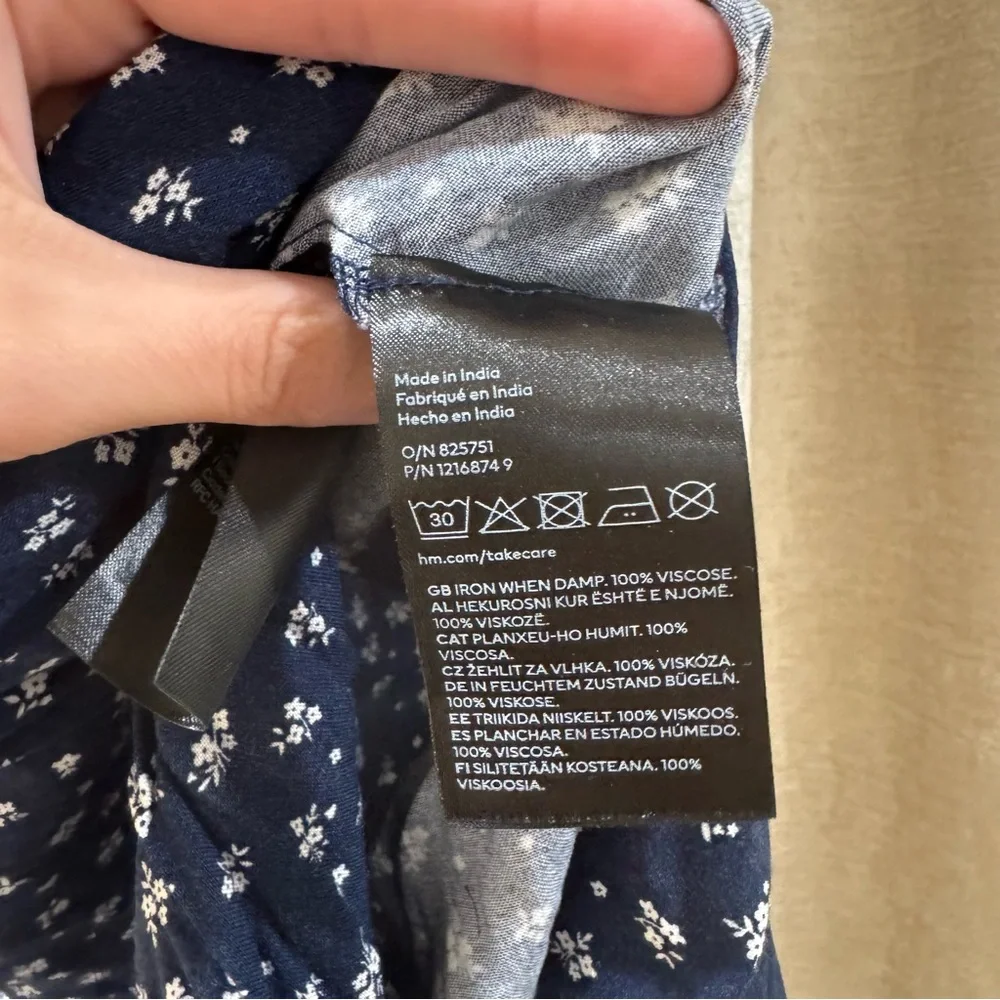 Made in India
Fabriqué en India
Hecho en India
O/N 825751
P/N 1216874 9
30
hm.com/takecare
GB IRON WHEN DAMP. 100% VISCOSE.
AL HEKUROSNI KUR ËSHTË E NJOMË.
100% VISKOZË.
CAT PLANXEU-HO HUMIT. 100%
VISCOSA.
CZ ŽEHLIT ZA VLHKA. 100% VISKÓZA.
DE IN FEUCHTEM ZUSTAND BÜGELN.
100% VISKOSE.
EE TRIIKIDA NIISKELT. 100% VISKOOS.
ES PLANCHAR EN ESTADO HÚMEDO.
100% VISCOSA.
FI SILITETÄÄN KOSTEANA. 100%
VISKOOSIA.